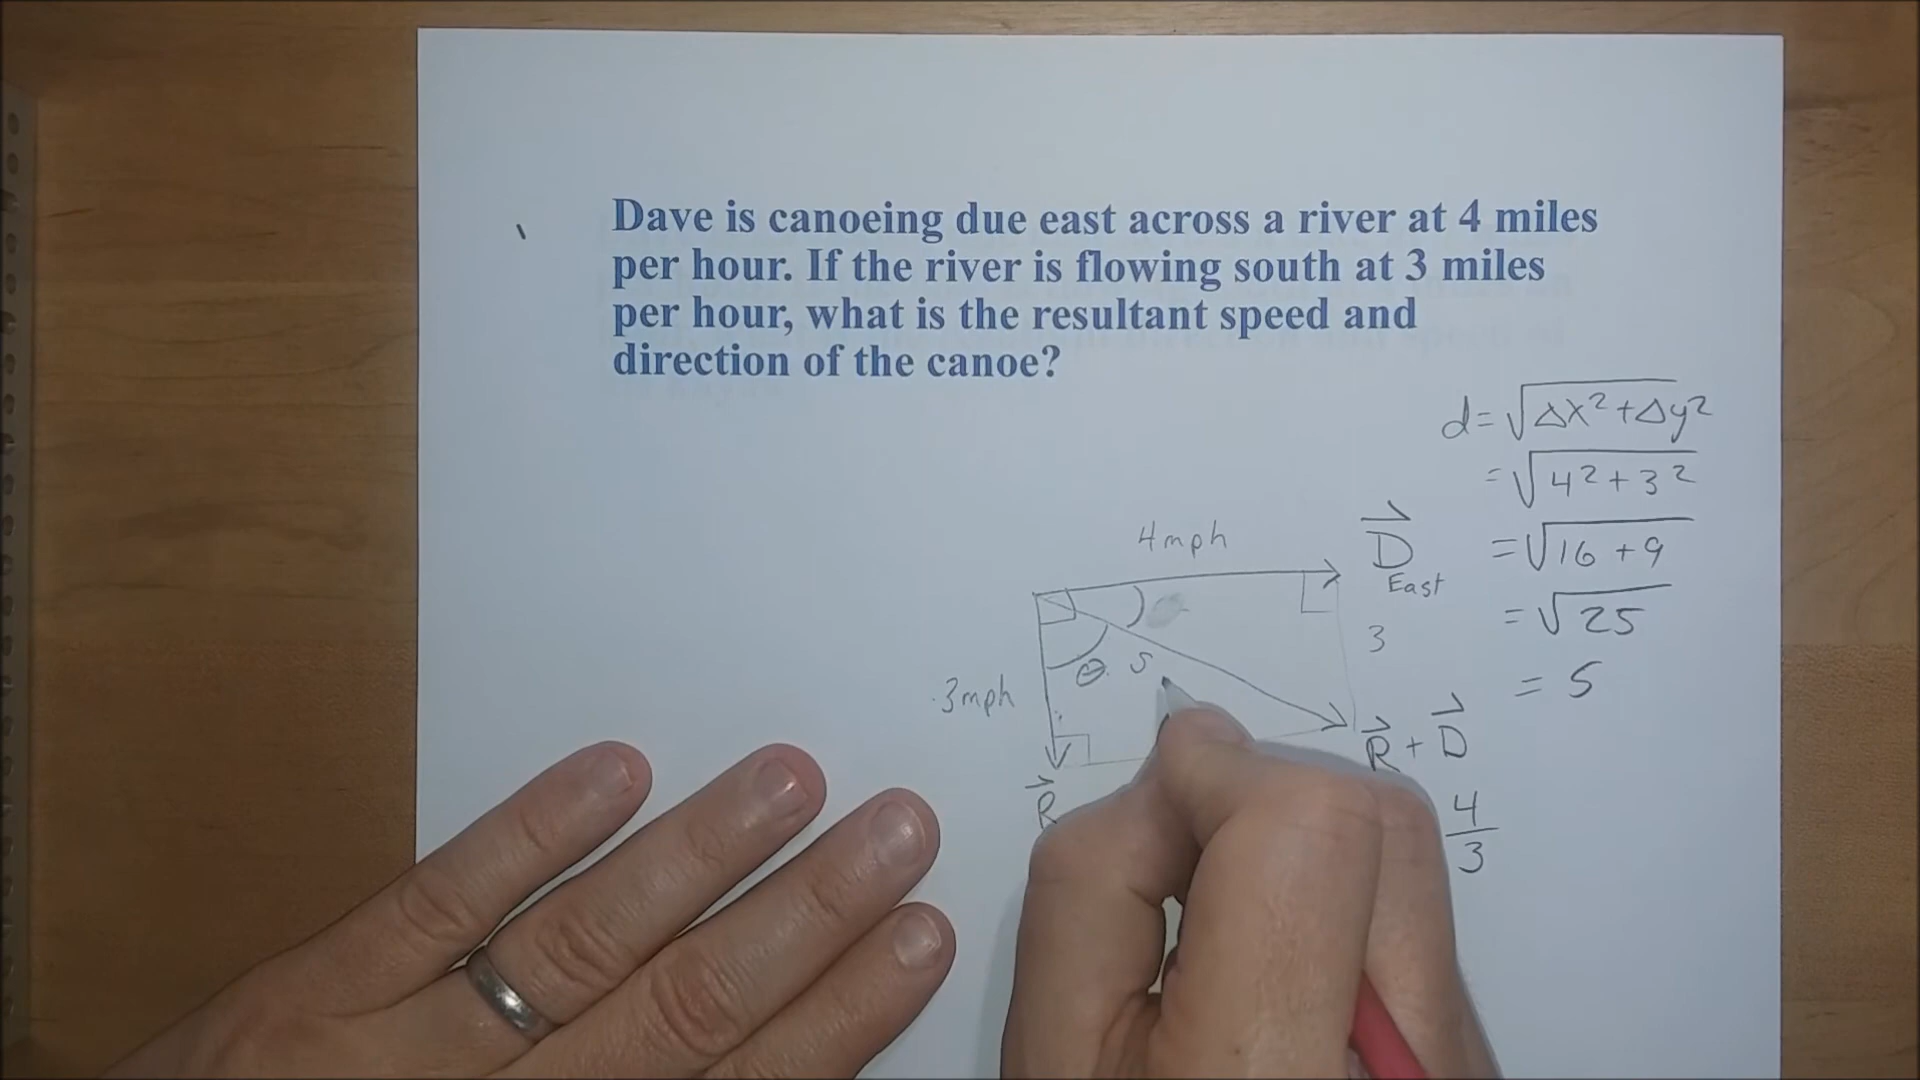 Dave is canoeing due east across a river at 4 miles
per hour. If the river is flowing south at 3 miles
per hour, what is the resultant speed and
direction of the canoe?
d = √Δx² + Δy²
= √4² + 3²
= √16 + 9
= √25
= 5
4mph
D
East
3
θ 5
3mph
R + D
R
4
3